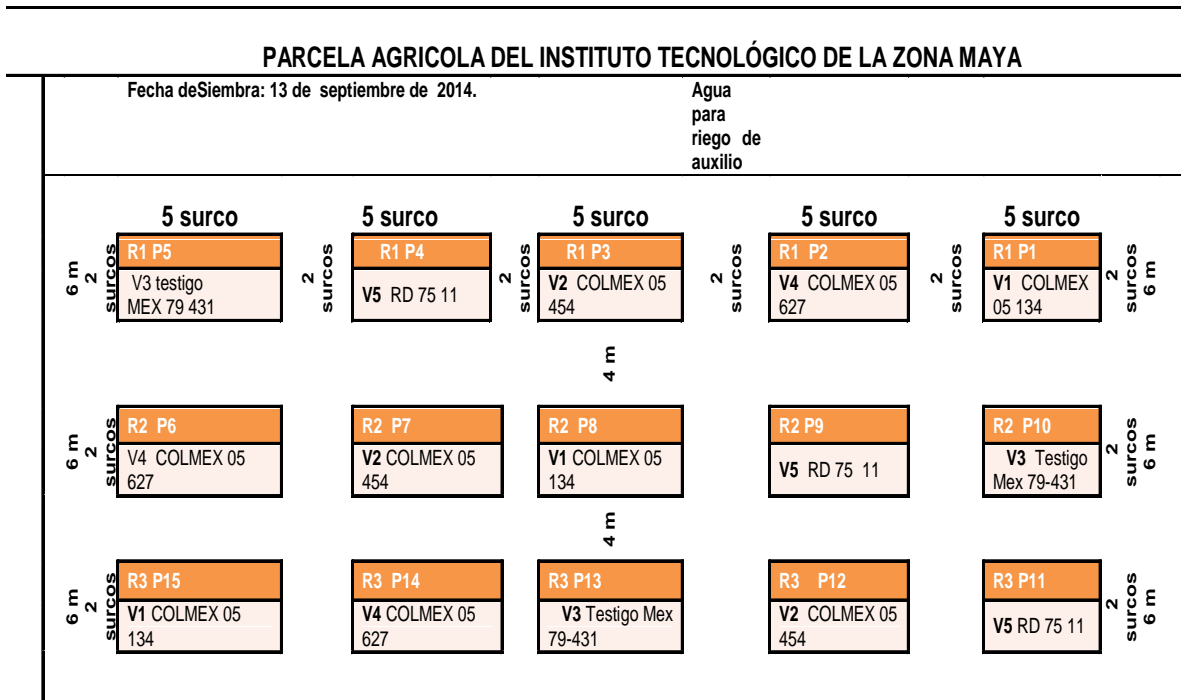 PARCELA AGRICOLA DEL INSTITUTO TECNOLÓGICO DE LA ZONA MAYA
Fecha deSiembra: 13 de septiembre de 2014.
Agua
para
riego de
auxilio
5 surco
5 surco
5 surco
5 surco
5 surco
6 m
2
surcos
R1 P5
V3 testigo
MEX 79 431
2
surcos
R1 P4
V5 RD 75 11
2
surcos
R1 P3
V2 COLMEX 05
454
2
surcos
R1 P2
V4 COLMEX 05
627
2
surcos
R1 P1
V1 COLMEX
05 134
2
surcos
6 m
4 m
6 m
2
surcos
R2 P6
V4 COLMEX 05
627
R2 P7
V2 COLMEX 05
454
R2 P8
V1 COLMEX 05
134
R2 P9
V5 RD 75 11
R2 P10
V3 Testigo
Mex 79-431
2
surcos
6 m
4 m
6 m
2
surcos
R3 P15
V1 COLMEX 05
134
R3 P14
V4 COLMEX 05
627
R3 P13
V3 Testigo Mex
79-431
R3 P12
V2 COLMEX 05
454
R3 P11
V5 RD 75 11
2
surcos
6 m